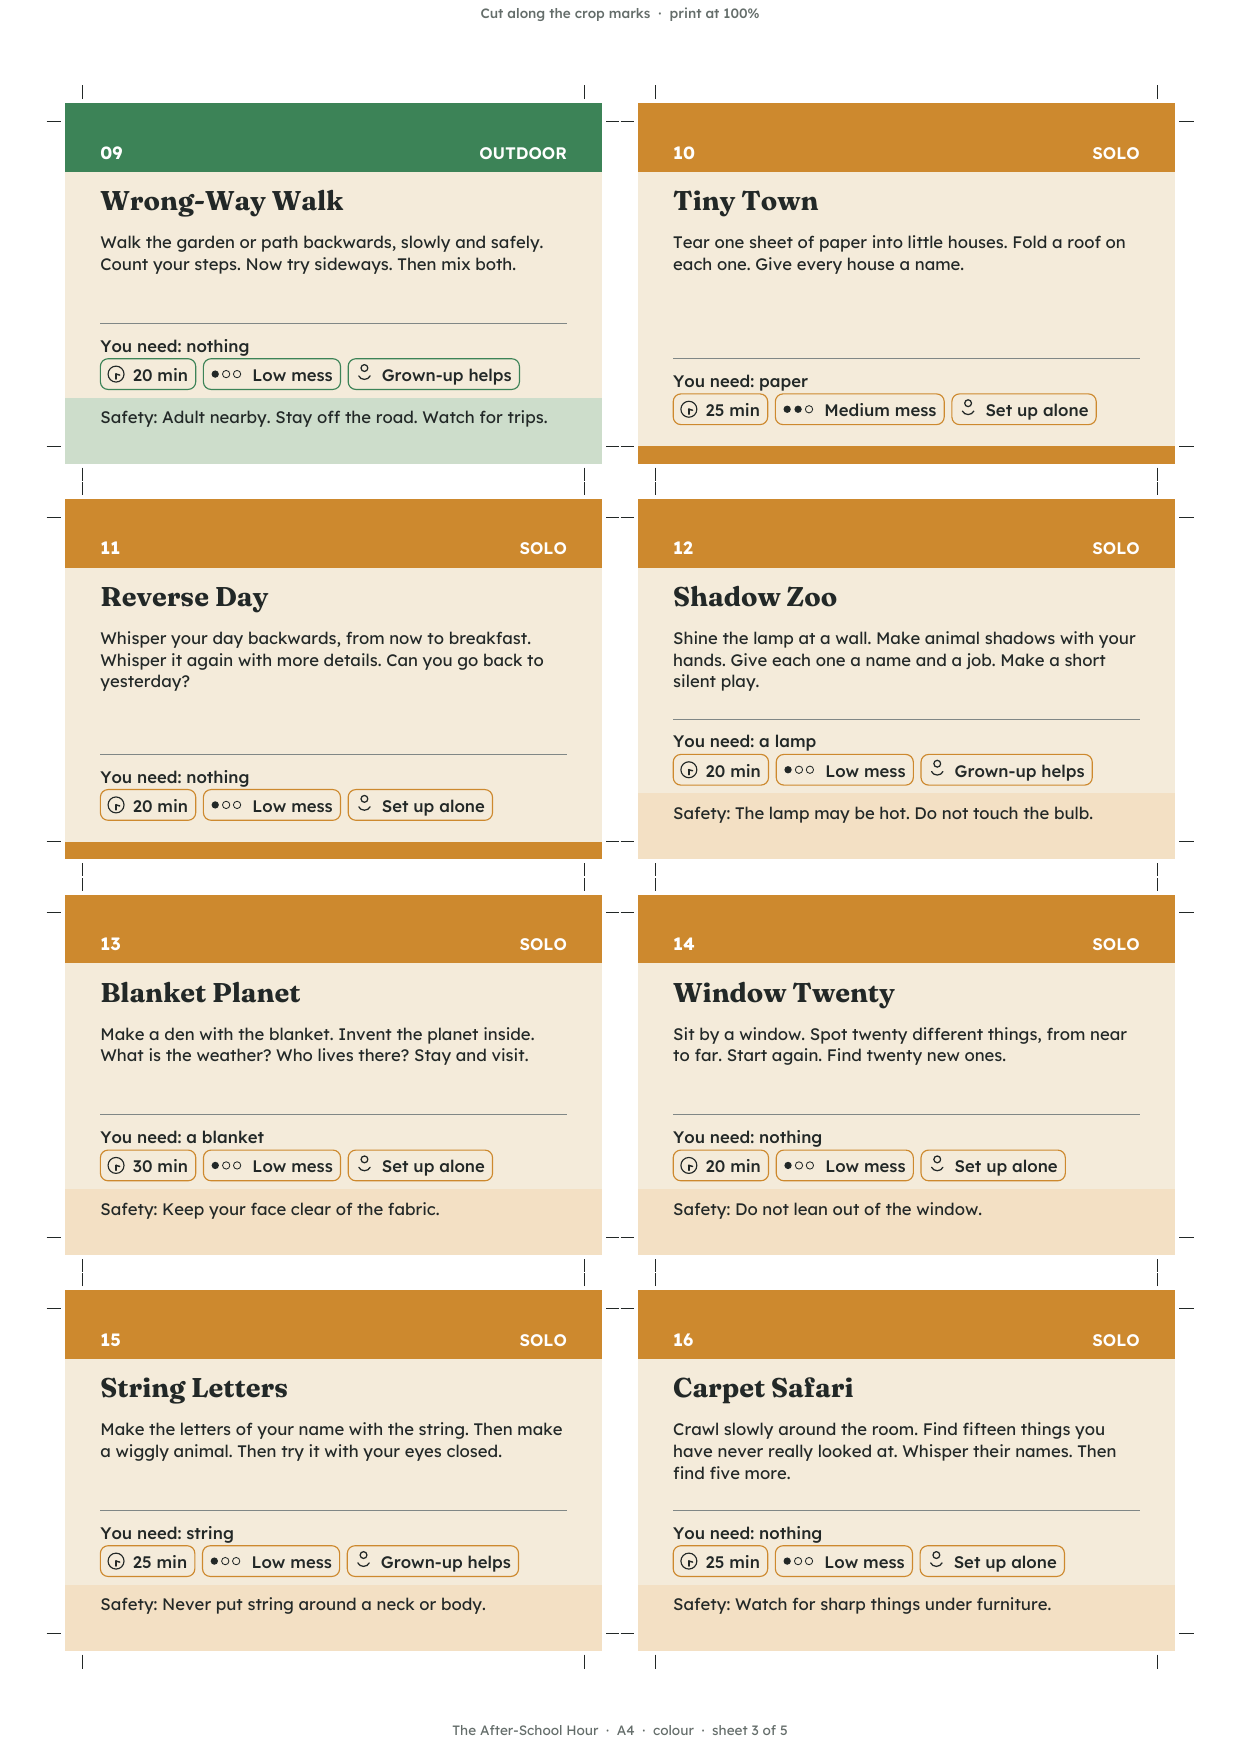 Cut along the crop marks · print at 100%
09
OUTDOOR
Wrong-Way Walk
Walk the garden or path backwards, slowly and safely.
Count your steps. Now try sideways. Then mix both.
You need: nothing
20 min
Low mess
Grown-up helps
Safety: Adult nearby. Stay off the road. Watch for trips.
10
SOLO
Tiny Town
Tear one sheet of paper into little houses. Fold a roof on
each one. Give every house a name.
You need: paper
25 min
Medium mess
Set up alone
11
SOLO
Reverse Day
Whisper your day backwards, from now to breakfast.
Whisper it again with more details. Can you go back to
yesterday?
You need: nothing
20 min
Low mess
Set up alone
12
SOLO
Shadow Zoo
Shine the lamp at a wall. Make animal shadows with your
hands. Give each one a name and a job. Make a short
silent play.
You need: a lamp
20 min
Low mess
Grown-up helps
Safety: The lamp may be hot. Do not touch the bulb.
13
SOLO
Blanket Planet
Make a den with the blanket. Invent the planet inside.
What is the weather? Who lives there? Stay and visit.
You need: a blanket
30 min
Low mess
Set up alone
Safety: Keep your face clear of the fabric.
14
SOLO
Window Twenty
Sit by a window. Spot twenty different things, from near
to far. Start again. Find twenty new ones.
You need: nothing
20 min
Low mess
Set up alone
Safety: Do not lean out of the window.
15
SOLO
String Letters
Make the letters of your name with the string. Then make
a wiggly animal. Then try it with your eyes closed.
You need: string
25 min
Low mess
Grown-up helps
Safety: Never put string around a neck or body.
16
SOLO
Carpet Safari
Crawl slowly around the room. Find fifteen things you
have never really looked at. Whisper their names. Then
find five more.
You need: nothing
25 min
Low mess
Set up alone
Safety: Watch for sharp things under furniture.
The After-School Hour · A4 · colour · sheet 3 of 5